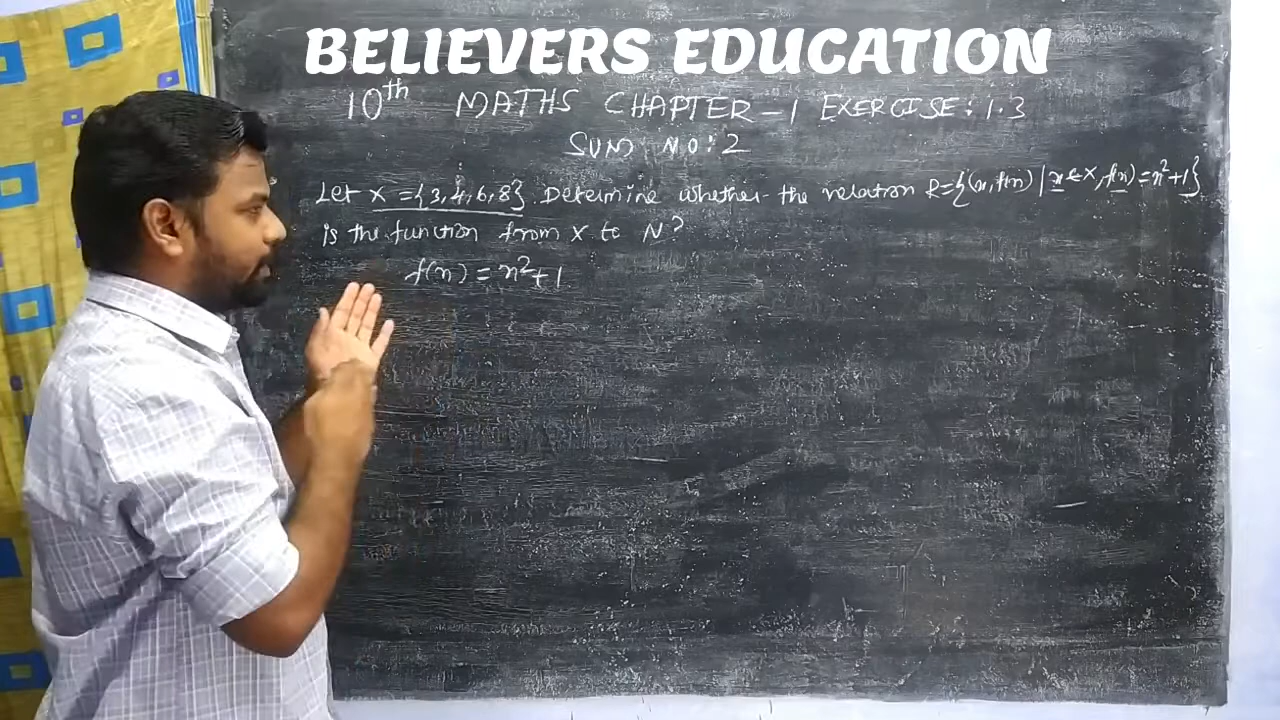 BELIEVERS EDUCATION
10th MATHS CHAPTER-1 EXERCISE: 1.3
SUM NO: 2
Let X = {3, 4, 6, 8}. Determine whether the relation R={(x, f(x)) | x ∈ X, f(x) = x²+1}
is the function from X to N?
f(x) = x²+1